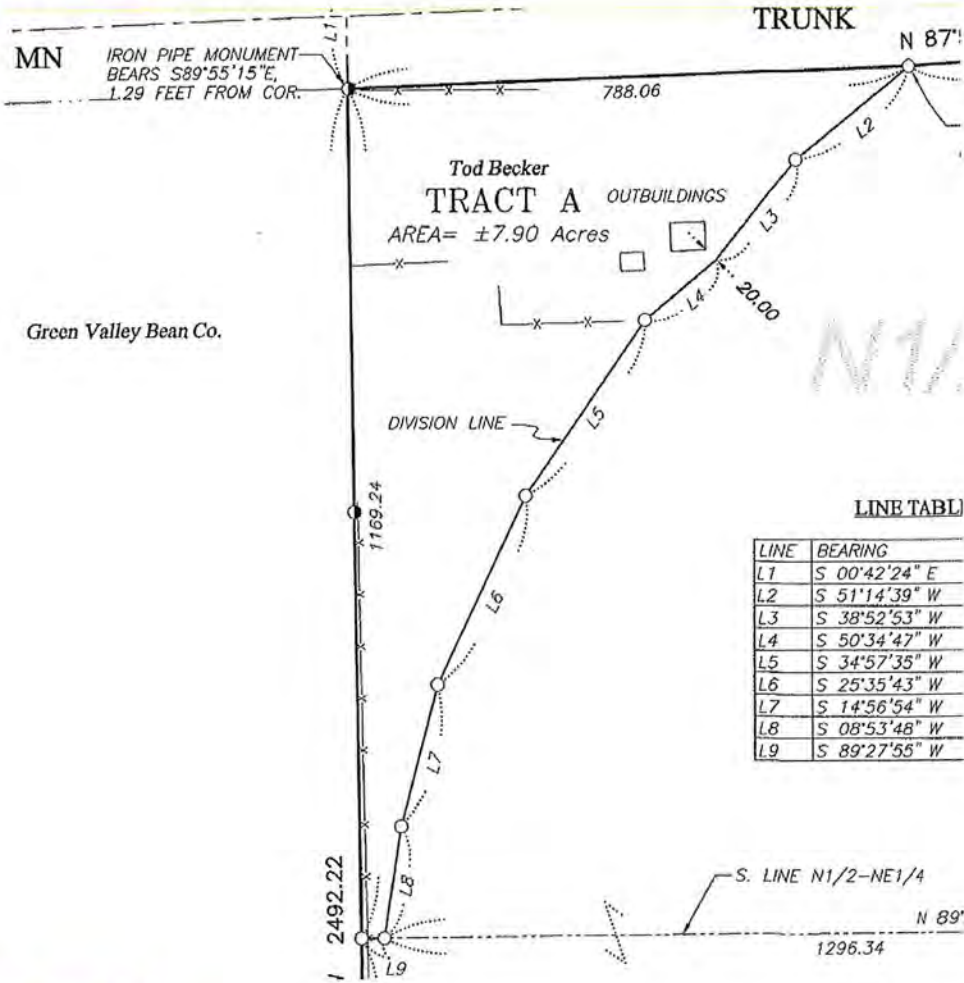 TRUNK
MN
L1
N 87°
IRON PIPE MONUMENT
BEARS S89°55'15"E,
1.29 FEET FROM COR.
788.06
L2
Tod Becker
TRACT A
OUTBUILDINGS
AREA= ±7.90 Acres
L3
L4
20.00
Green Valley Bean Co.
N1/
DIVISION LINE
L5
1169.24
LINE TABL
LINE BEARING
L1 S 00°42'24" E
L2 S 51°14'39" W
L3 S 38°52'53" W
L4 S 50°34'47" W
L5 S 34°57'35" W
L6 S 25°35'43" W
L7 S 14°56'54" W
L8 S 08°53'48" W
L9 S 89°27'55" W
L6
L7
L8
2492.22
S. LINE N1/2-NE1/4
N 89°
1296.34
L9